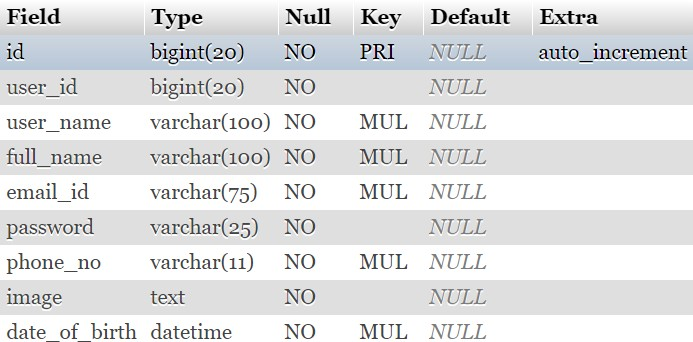 Field Type Null Key Default Extra
id bigint(20) NO PRI NULL auto_increment
user_id bigint(20) NO NULL
user_name varchar(100) NO MUL NULL
full_name varchar(100) NO MUL NULL
email_id varchar(75) NO MUL NULL
password varchar(25) NO NULL
phone_no varchar(11) NO MUL NULL
image text NO NULL
date_of_birth datetime NO MUL NULL